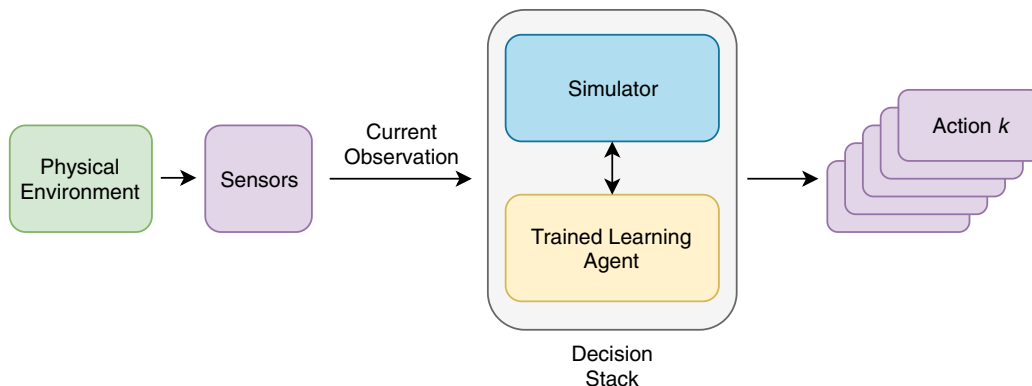 Physical
Environment
Sensors
Current
Observation
Simulator
Trained Learning
Agent
Decision
Stack
Action k